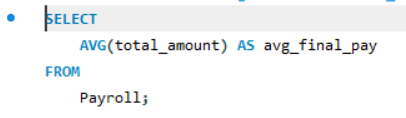 SELECT
AVG(total_amount) AS avg_final_pay
FROM
Payroll;